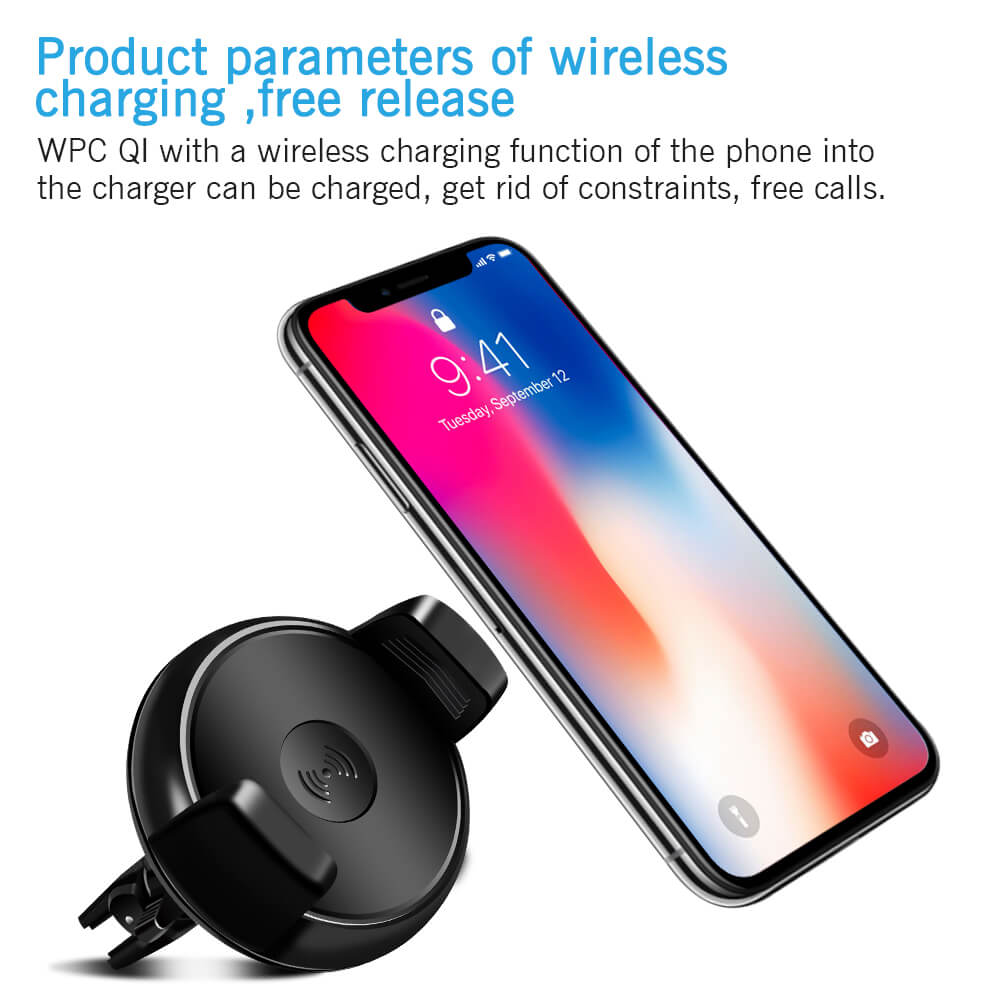 Product parameters of wireless
charging ,free release
WPC QI with a wireless charging function of the phone into
the charger can be charged, get rid of constraints, free calls.
9:41
Tuesday, September 12